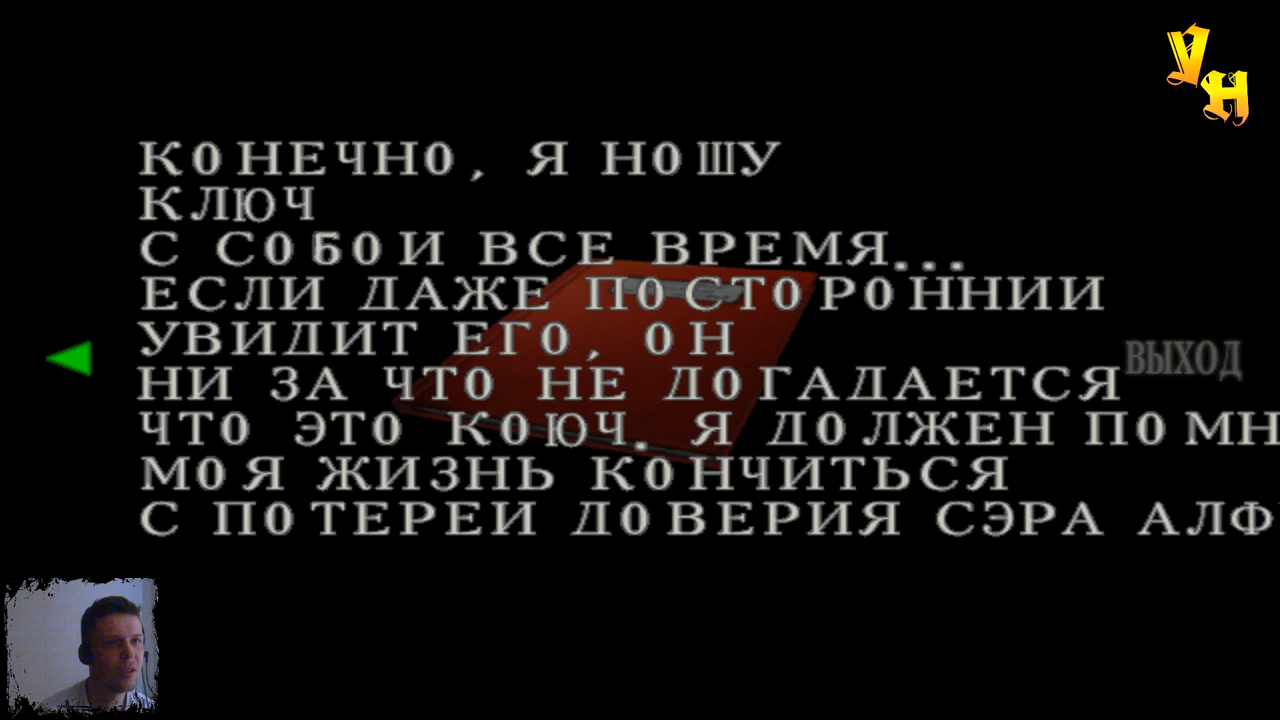 УН
КОНЕЧНО, Я НОШУ
КЛЮЧ
С СОБОИ ВСЕ ВРЕМЯ...
ЕСЛИ ДАЖЕ ПОСТОРОННИИ
УВИДИТ ЕГО, ОН
НИ ЗА ЧТО НЕ ДОГАДАЕТСЯ
ВЫХОД
ЧТО ЭТО КОЮЧ. Я ДОЛЖЕН ПОМН
МОЯ ЖИЗНЬ КОНЧИТЬСЯ
С ПОТЕРЕИ ДОВЕРИЯ СЭРА АЛФ